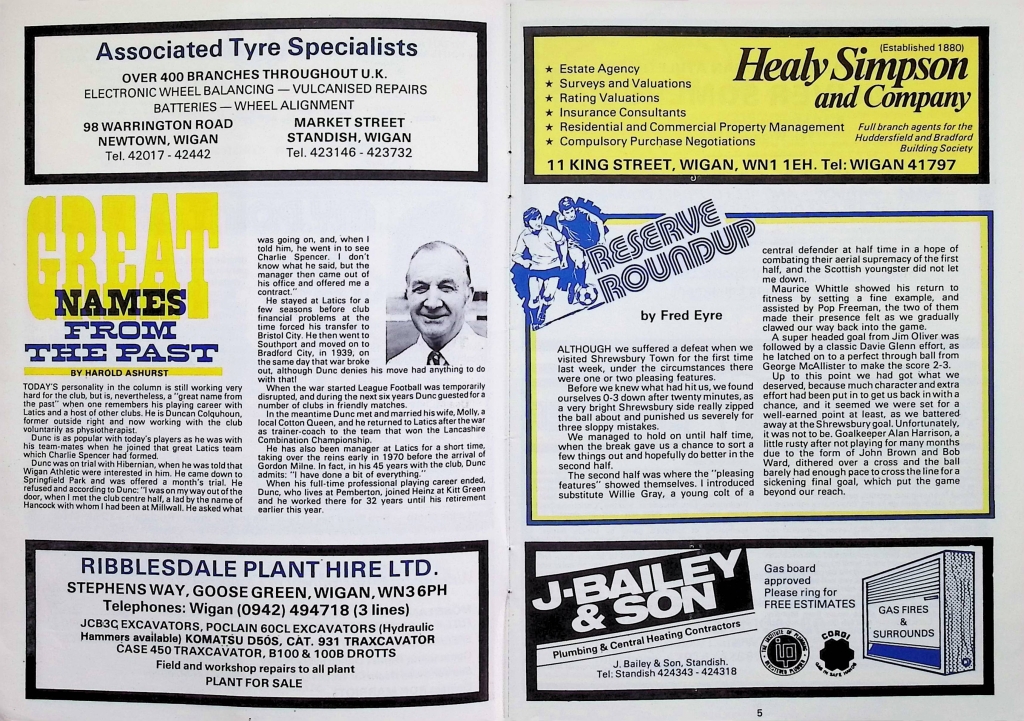 Associated Tyre Specialists
OVER 400 BRANCHES THROUGHOUT U.K.
ELECTRONIC WHEEL BALANCING — VULCANISED REPAIRS
BATTERIES — WHEEL ALIGNMENT
98 WARRINGTON ROAD
NEWTOWN, WIGAN
Tel. 42017 - 42442
MARKET STREET
STANDISH, WIGAN
Tel. 423146 - 423732
GREAT
NAMES
FROM
THE PAST
BY HAROLD ASHURST
TODAY'S personality in the column is still working very
hard for the club, but is, nevertheless, a "great name from
the past" when one remembers his playing career with
Latics and a host of other clubs. He is Duncan Colquhoun,
former outside right and now working with the club
voluntarily as physiotherapist.
Dunc is as popular with today's players as he was with
his team-mates when he joined that great Latics team
which Charlie Spencer had formed.
Dunc was on trial with Hibernian, when he was told that
Wigan Athletic were interested in him. He came down to
Springfield Park and was offered a month's trial. He
refused and according to Dunc: "I was on my way out of the
door, when I met the club centre half, a lad by the name of
Hancock with whom I had been at Millwall. He asked what
was going on, and, when I
told him, he went in to see
Charlie Spencer. I don't
know what he said, but the
manager then came out of
his office and offered me a
contract."
He stayed at Latics for a
few seasons before club
financial problems at the
time forced his transfer to
Bristol City. He then went to
Southport and moved on to
Bradford City, in 1939, on
the same day that war broke
out, although Dunc denies his move had anything to do
with that!
When the war started League Football was temporarily
disrupted, and during the next six years Dunc guested for a
number of clubs in friendly matches.
In the meantime Dunc met and married his wife, Molly, a
local Cotton Queen, and he returned to Latics after the war
as trainer-coach to the team that won the Lancashire
Combination Championship.
He has also been manager at Latics for a short time,
taking over the reins early in 1970 before the arrival of
Gordon Milne. In fact, in his 45 years with the club, Dunc
admits: "I have done a bit of everything."
When his full-time professional playing career ended,
Dunc, who lives at Pemberton, joined Heinz at Kit Green
and he worked there for 32 years until his retirement
earlier this year.
RIBBLESDALE PLANT HIRE LTD.
STEPHENS WAY, GOOSE GREEN, WIGAN, WN3 6PH
Telephones: Wigan (0942) 494718 (3 lines)
JCB3C EXCAVATORS, POCLAIN 60CL EXCAVATORS (Hydraulic
Hammers available) KOMATSU D50S, CAT. 931 TRAXCAVATOR
CASE 450 TRAXCAVATOR, B100 & 100B DROTTS
Field and workshop repairs to all plant
PLANT FOR SALE
(Established 1880)
Healy Simpson
and Company
★ Estate Agency
★ Surveys and Valuations
★ Rating Valuations
★ Insurance Consultants
★ Residential and Commercial Property Management
★ Compulsory Purchase Negotiations
Full branch agents for the
Huddersfield and Bradford
Building Society
11 KING STREET, WIGAN, WN1 1EH. Tel: WIGAN 41797
RESERVE
ROUNDUP
by Fred Eyre
ALTHOUGH we suffered a defeat when we
visited Shrewsbury Town for the first time
last week, under the circumstances there
were one or two pleasing features.
Before we knew what had hit us, we found
ourselves 0-3 down after twenty minutes, as
a very bright Shrewsbury side really zipped
the ball about and punished us severely for
three sloppy mistakes.
We managed to hold on until half time,
when the break gave us a chance to sort a
few things out and hopefully do better in the
second half.
The second half was where the "pleasing
features" showed themselves. I introduced
substitute Willie Gray, a young colt of a
central defender at half time in a hope of
combating their aerial supremacy of the first
half, and the Scottish youngster did not let
me down.
Maurice Whittle showed his return to
fitness by setting a fine example, and
assisted by Pop Freeman, the two of them
made their presence felt as we gradually
clawed our way back into the game.
A super headed goal from Jim Oliver was
followed by a classic Davie Glenn effort, as
he latched on to a perfect through ball from
George McAllister to make the score 2-3.
Up to this point we had got what we
deserved, because much character and extra
effort had been put in to get us back in with a
chance, and it seemed we were set for a
well-earned point at least, as we battered
away at the Shrewsbury goal. Unfortunately,
it was not to be. Goalkeeper Alan Harrison, a
little rusty after not playing for many months
due to the form of John Brown and Bob
Ward, dithered over a cross and the ball
barely had enough pace to cross the line for a
sickening final goal, which put the game
beyond our reach.
J·BAILEY
& SON
Plumbing & Central Heating Contractors
J. Bailey & Son, Standish.
Tel: Standish 424343 - 424318
Gas board
approved
Please ring for
FREE ESTIMATES
CORGI
GAS FIRES
&
SURROUNDS
5